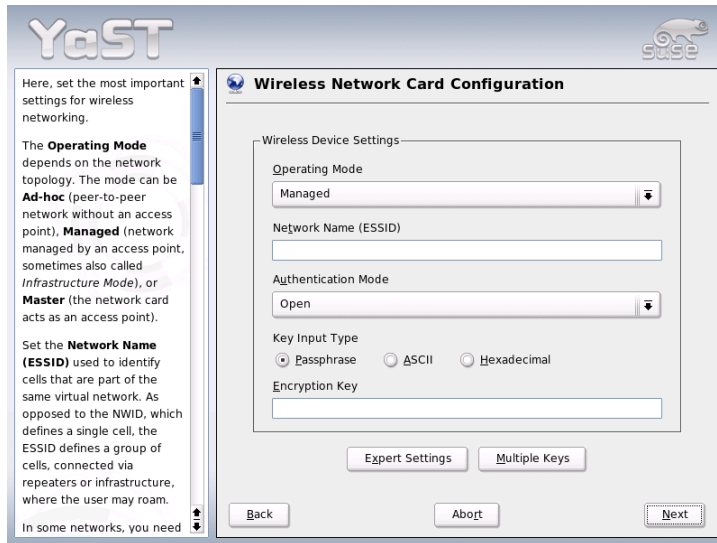 YaST
SUSE
Here, set the most important
settings for wireless
networking.
The Operating Mode
depends on the network
topology. The mode can be
Ad-hoc (peer-to-peer
network without an access
point), Managed (network
managed by an access point,
sometimes also called
Infrastructure Mode), or
Master (the network card
acts as an access point).
Set the Network Name
(ESSID) used to identify
cells that are part of the
same virtual network. As
opposed to the NWID, which
defines a single cell, the
ESSID defines a group of
cells, connected via
repeaters or infrastructure,
where the user may roam.
In some networks, you need
Wireless Network Card Configuration
Wireless Device Settings
Operating Mode
Managed
Network Name (ESSID)
Authentication Mode
Open
Key Input Type
Passphrase ASCII Hexadecimal
Encryption Key
Expert Settings Multiple Keys
Back Abort Next